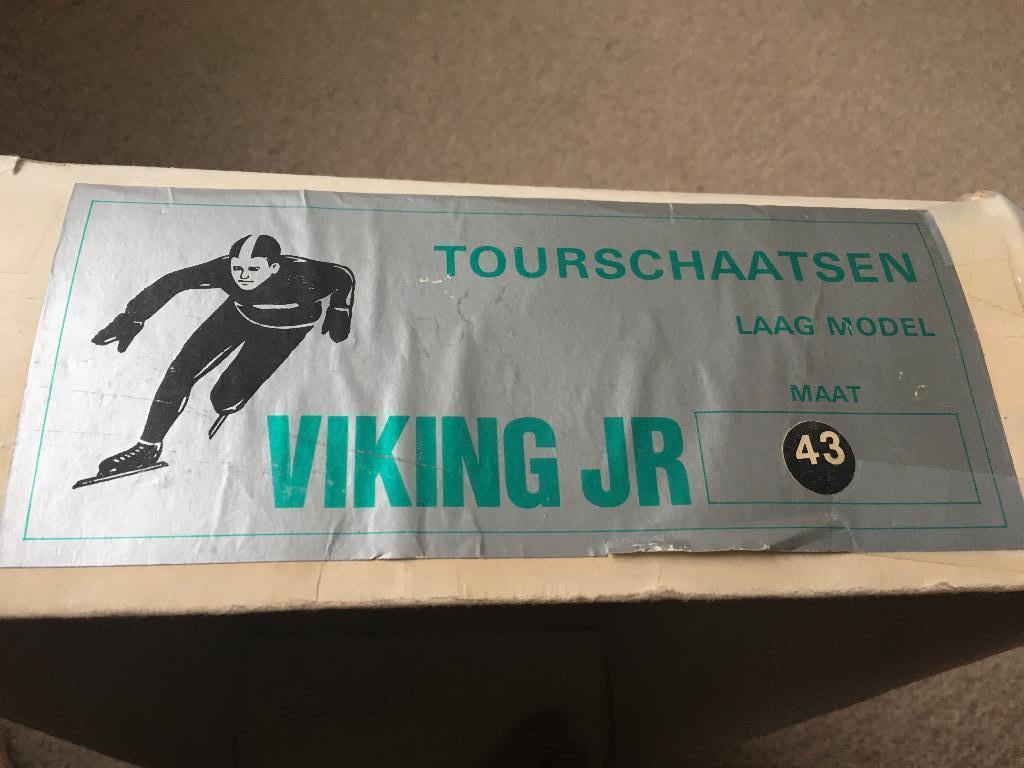 TOURSCHAATSEN
LAAG MODEL
MAAT
VIKING JR
43